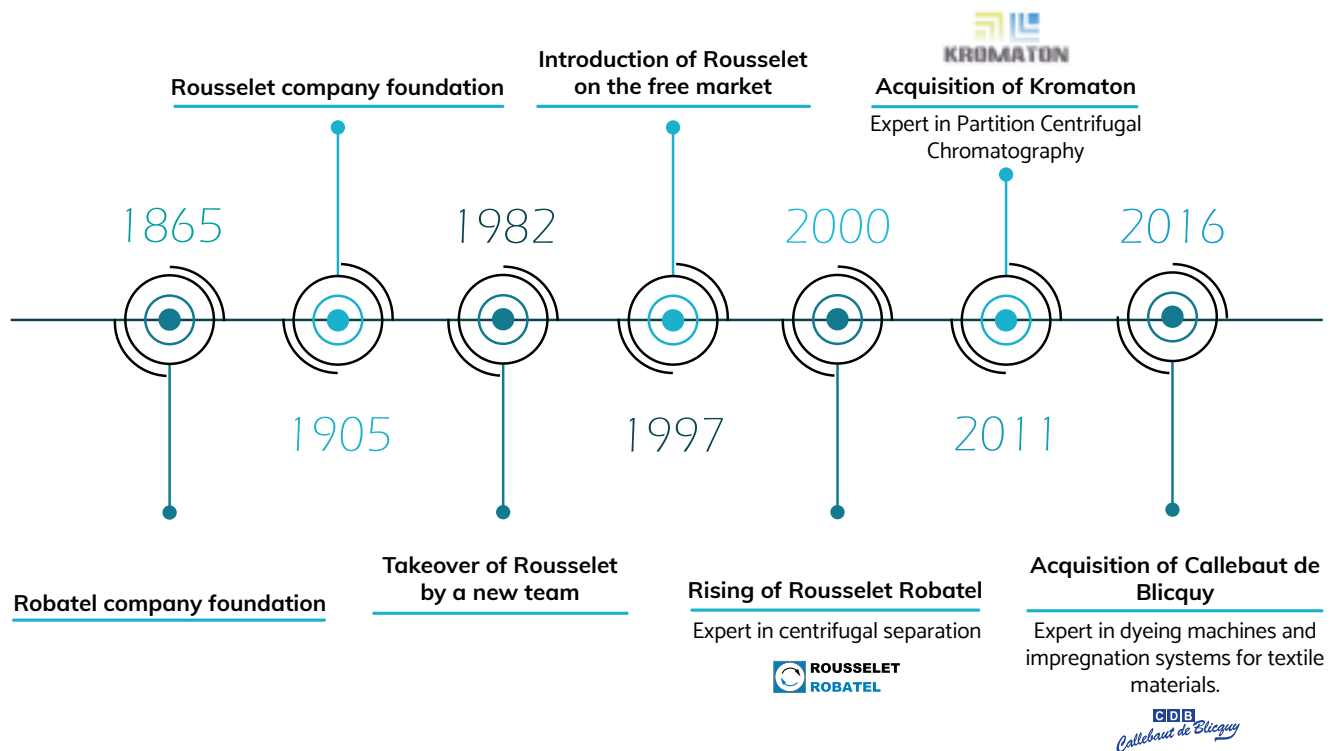 KROMATON
Introduction of Rousselet
on the free market
Rousselet company foundation
Acquisition of Kromaton
Expert in Partition Centrifugal
Chromatography
1865
1982
2000
2016
1905
1997
2011
Robatel company foundation
Takeover of Rousselet
by a new team
Rising of Rousselet Robatel
Expert in centrifugal separation
ROUSSELET
ROBATEL
Acquisition of Callebaut de
Blicquy
Expert in dyeing machines and
impregnation systems for textile
materials.
CDB
Callebaut de Blicquy